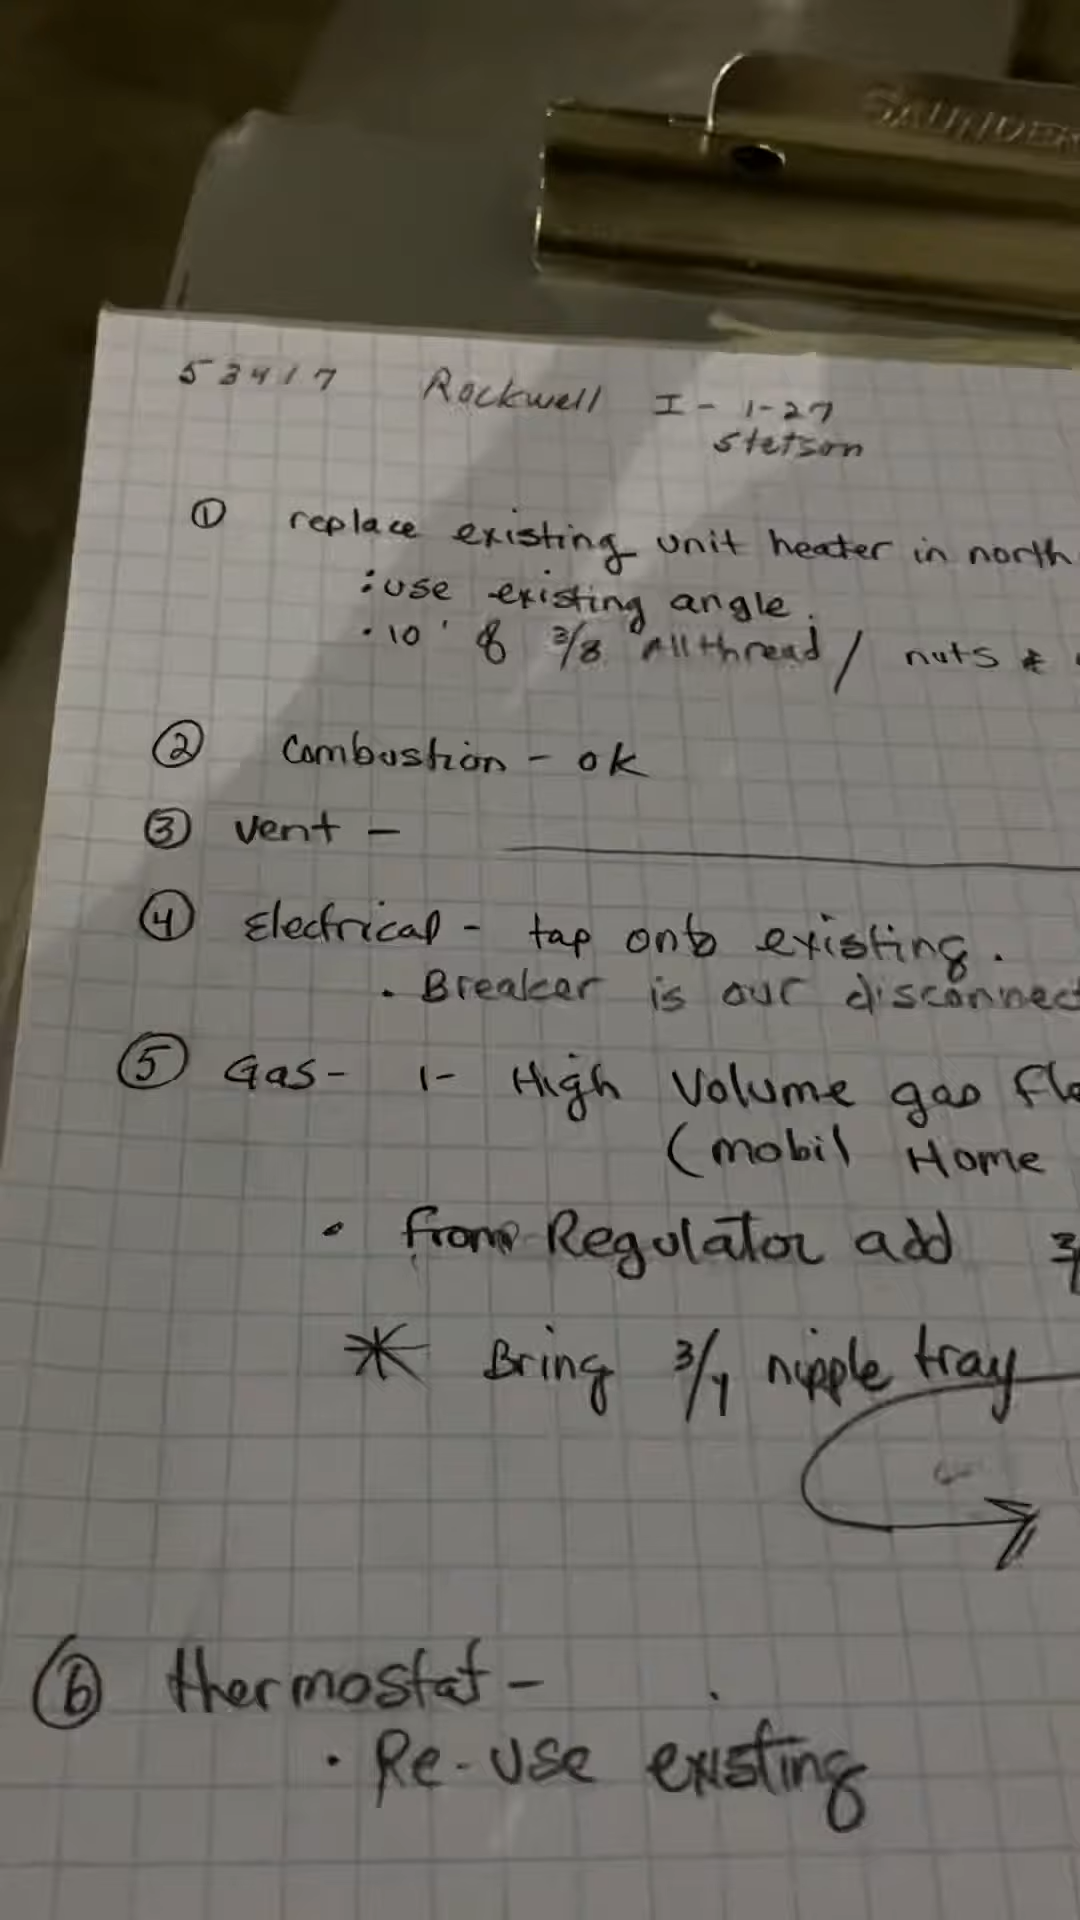 SAUNDER
53417 Rockwell I - 1-27
Stetson
① replace existing unit heater in north
: use existing angle.
• 10' of 3/8 Allthread / nuts &
② Combustion - ok
③ vent -
④ Electrical - tap onto existing.
• Breaker is our disconnect
⑤ Gas - 1- High Volume gas fle
(mobil Home
• from Regulator add
* Bring 3/4 nipple tray
⑥ thermostat -
• Re-use existing